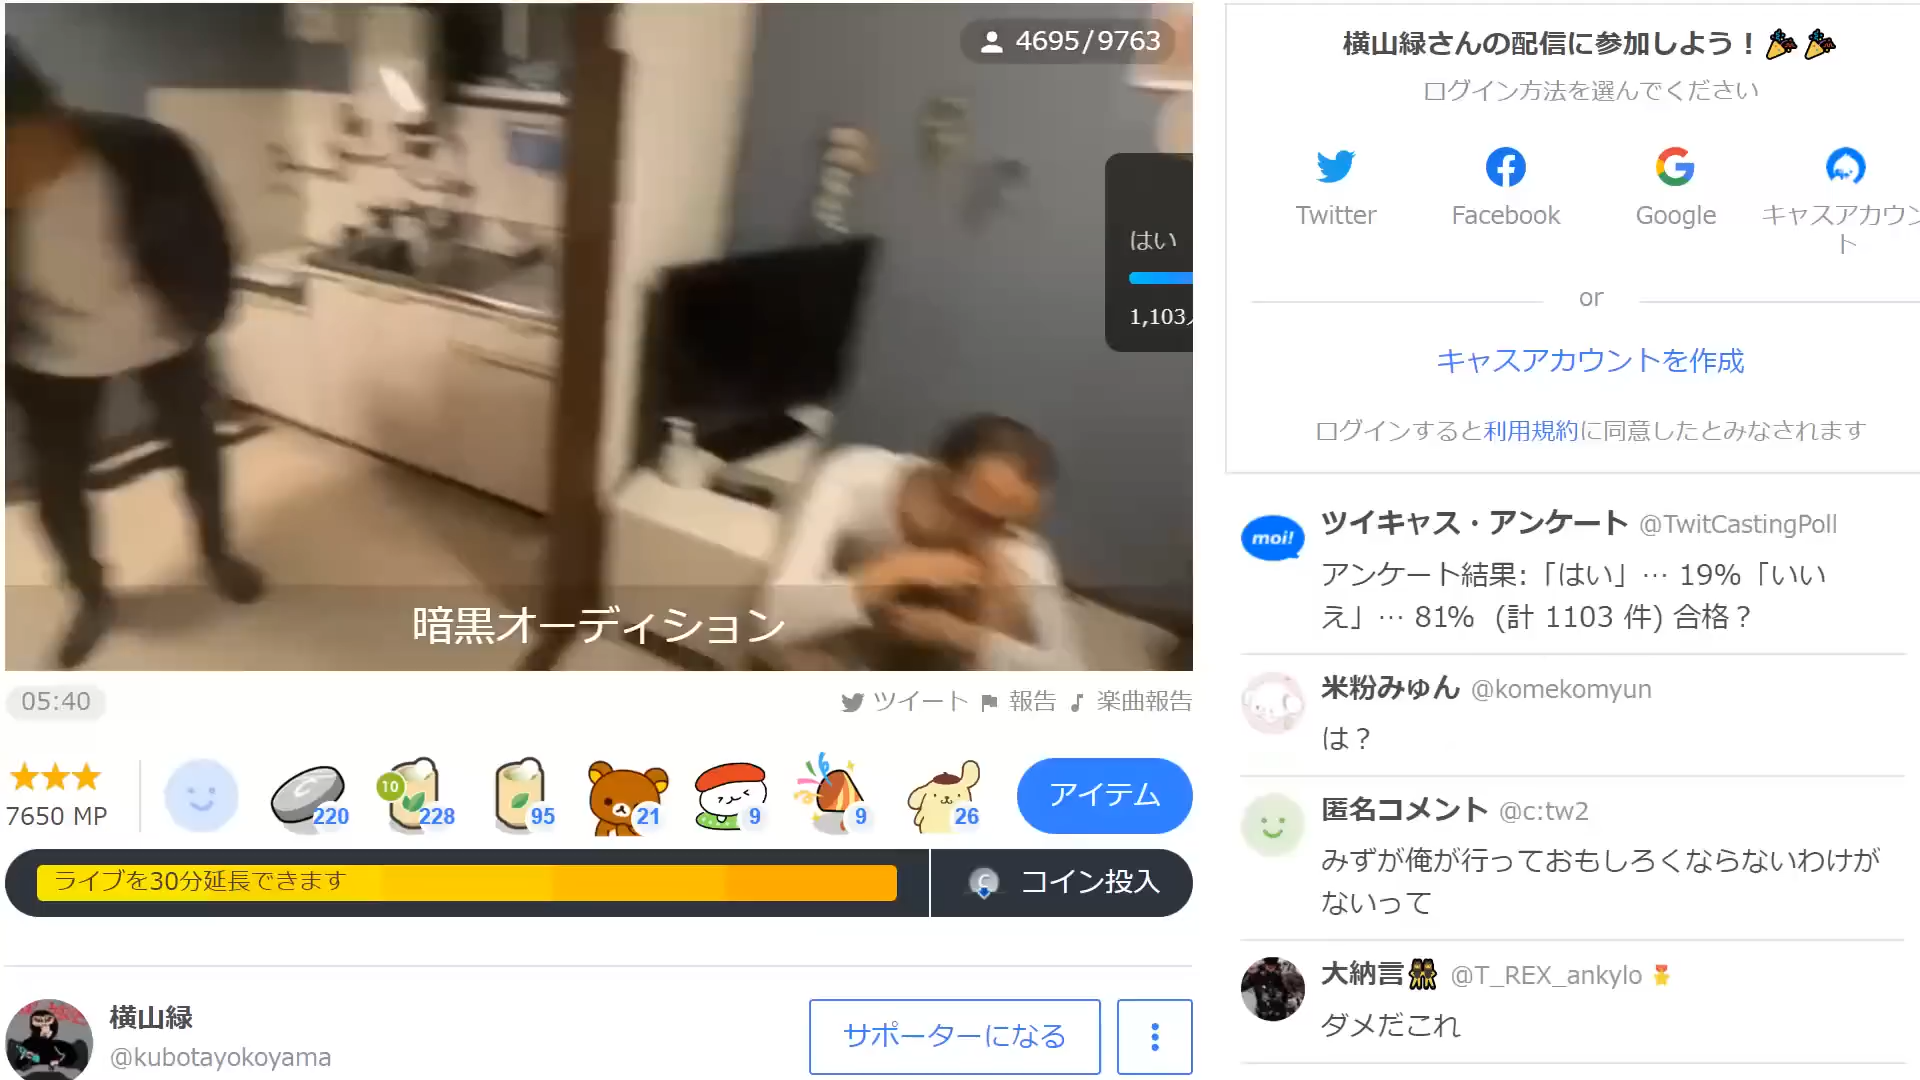 4695/9763
はい
1,103
暗黒オーディション
05:40
ツイート 報告 楽曲報告
7650 MP
220
10
228
95
21
9
9
26
アイテム
ライブを30分延長できます
コイン投入
横山緑
@kubotayokoyama
サポーターになる
横山緑さんの配信に参加しよう！
ログイン方法を選んでください
Twitter
Facebook
Google
キャスアカウン
ト
or
キャスアカウントを作成
ログインすると利用規約に同意したとみなされます
moi!
ツイキャス・アンケート @TwitCastingPoll
アンケート結果:「はい」… 19%「いい
え」… 81% (計 1103 件) 合格？
米粉みゅん @komekomyun
は？
匿名コメント @c:tw2
みずが俺が行っておもしろくならないわけが
ないって
大納言 @T_REX_ankylo
ダメだこれ